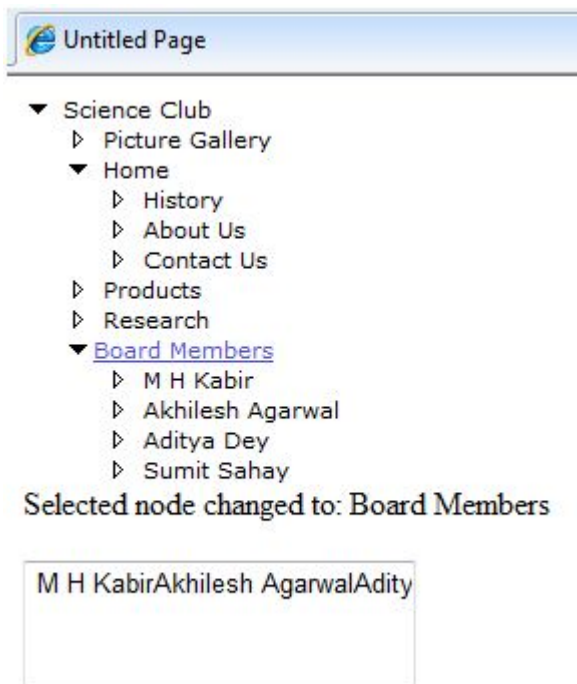 Untitled Page
Science Club
Picture Gallery
Home
History
About Us
Contact Us
Products
Research
Board Members
M H Kabir
Akhilesh Agarwal
Aditya Dey
Sumit Sahay
Selected node changed to: Board Members
M H KabirAkhilesh AgarwalAdity